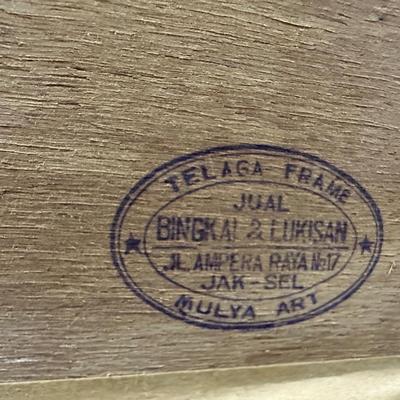 TELAGA FRAME
JUAL
BINGKAI & LUKISAN
JL. AMPERA RAYA No 17
JAK-SEL
MULYA ART